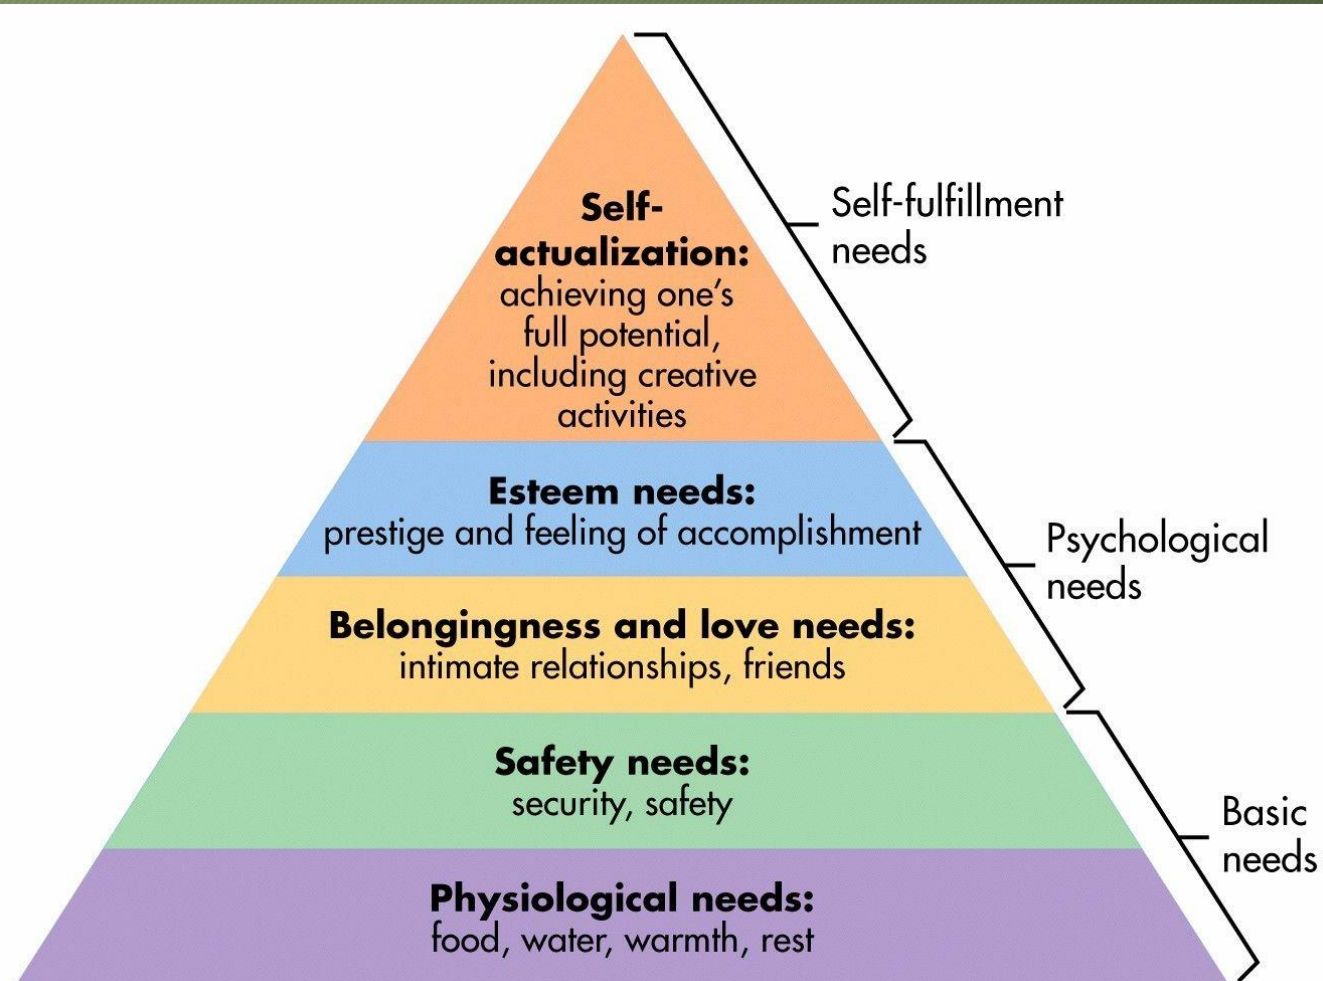 Self-
actualization:
achieving one's
full potential,
including creative
activities
Self-fulfillment
needs
Esteem needs:
prestige and feeling of accomplishment
Psychological
needs
Belongingness and love needs:
intimate relationships, friends
Safety needs:
security, safety
Basic
needs
Physiological needs:
food, water, warmth, rest